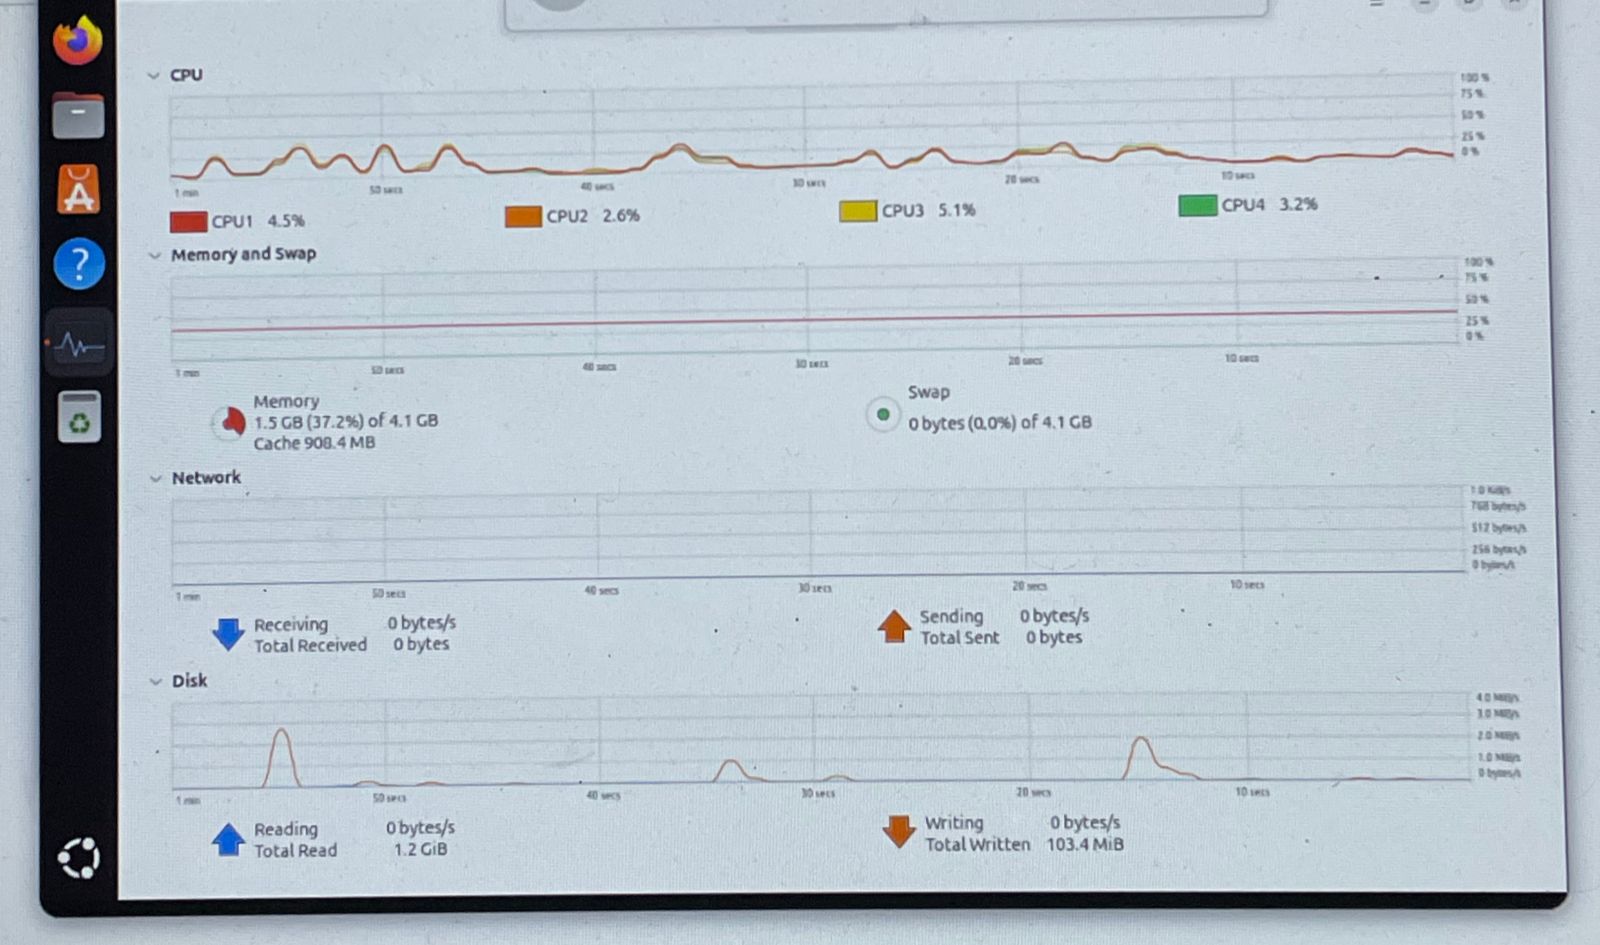 CPU
100 %
75 %
50 %
25 %
0 %
1 min 50 secs 40 secs 30 secs 20 secs 10 secs
CPU1 4.5% CPU2 2.6% CPU3 5.1% CPU4 3.2%
Memory and Swap
100 %
75 %
50 %
25 %
0 %
1 min 50 secs 40 secs 30 secs 20 secs 10 secs
Memory
1.5 GB (37.2%) of 4.1 GB
Cache 908.4 MB
Swap
0 bytes (0.0%) of 4.1 GB
Network
1.0 KiB/s
768 bytes/s
512 bytes/s
256 bytes/s
0 bytes/s
1 min 50 secs 40 secs 30 secs 20 secs 10 secs
Receiving 0 bytes/s
Total Received 0 bytes
Sending 0 bytes/s
Total Sent 0 bytes
Disk
4.0 MiB/s
3.0 MiB/s
2.0 MiB/s
1.0 MiB/s
0 bytes/s
1 min 50 secs 40 secs 30 secs 20 secs 10 secs
Reading 0 bytes/s
Total Read 1.2 GiB
Writing 0 bytes/s
Total Written 103.4 MiB